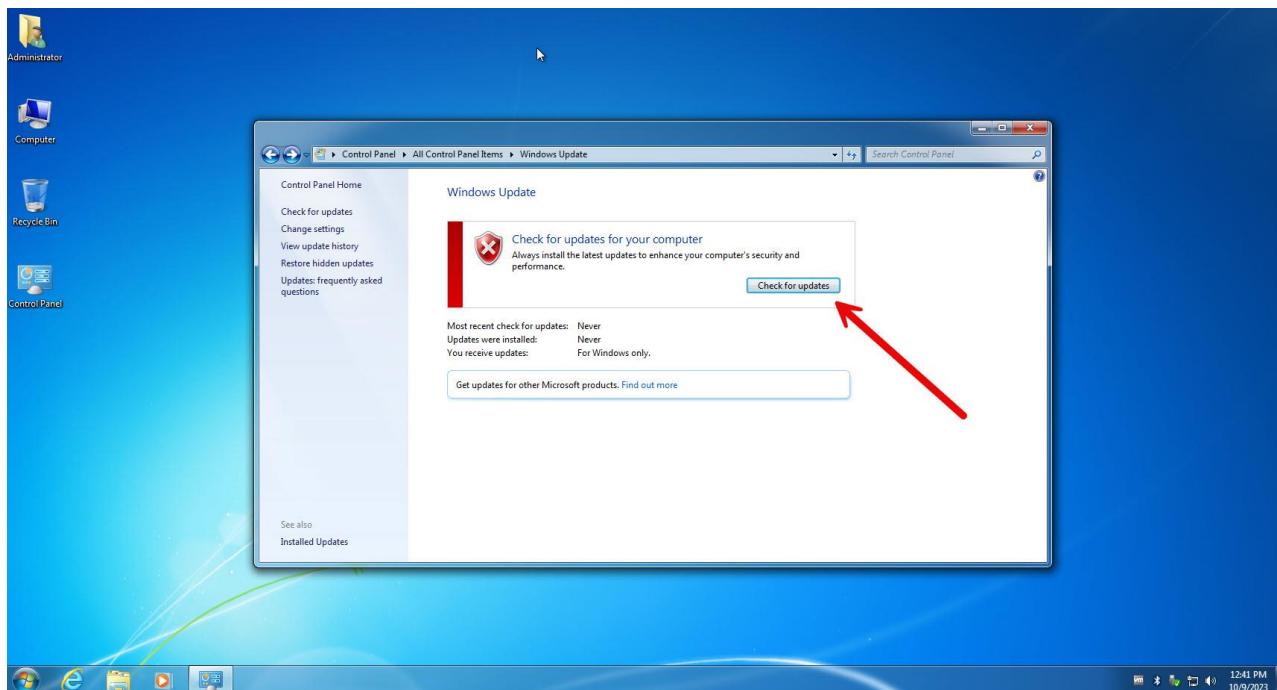 Administrator
Computer
Recycle Bin
Control Panel
Control Panel ▸ All Control Panel Items ▸ Windows Update
Search Control Panel
Control Panel Home
Check for updates
Change settings
View update history
Restore hidden updates
Updates: frequently asked
questions
See also
Installed Updates
Windows Update
Check for updates for your computer
Always install the latest updates to enhance your computer's security and
performance.
Check for updates
Most recent check for updates: Never
Updates were installed: Never
You receive updates: For Windows only.
Get updates for other Microsoft products. Find out more
12:41 PM
10/9/2023